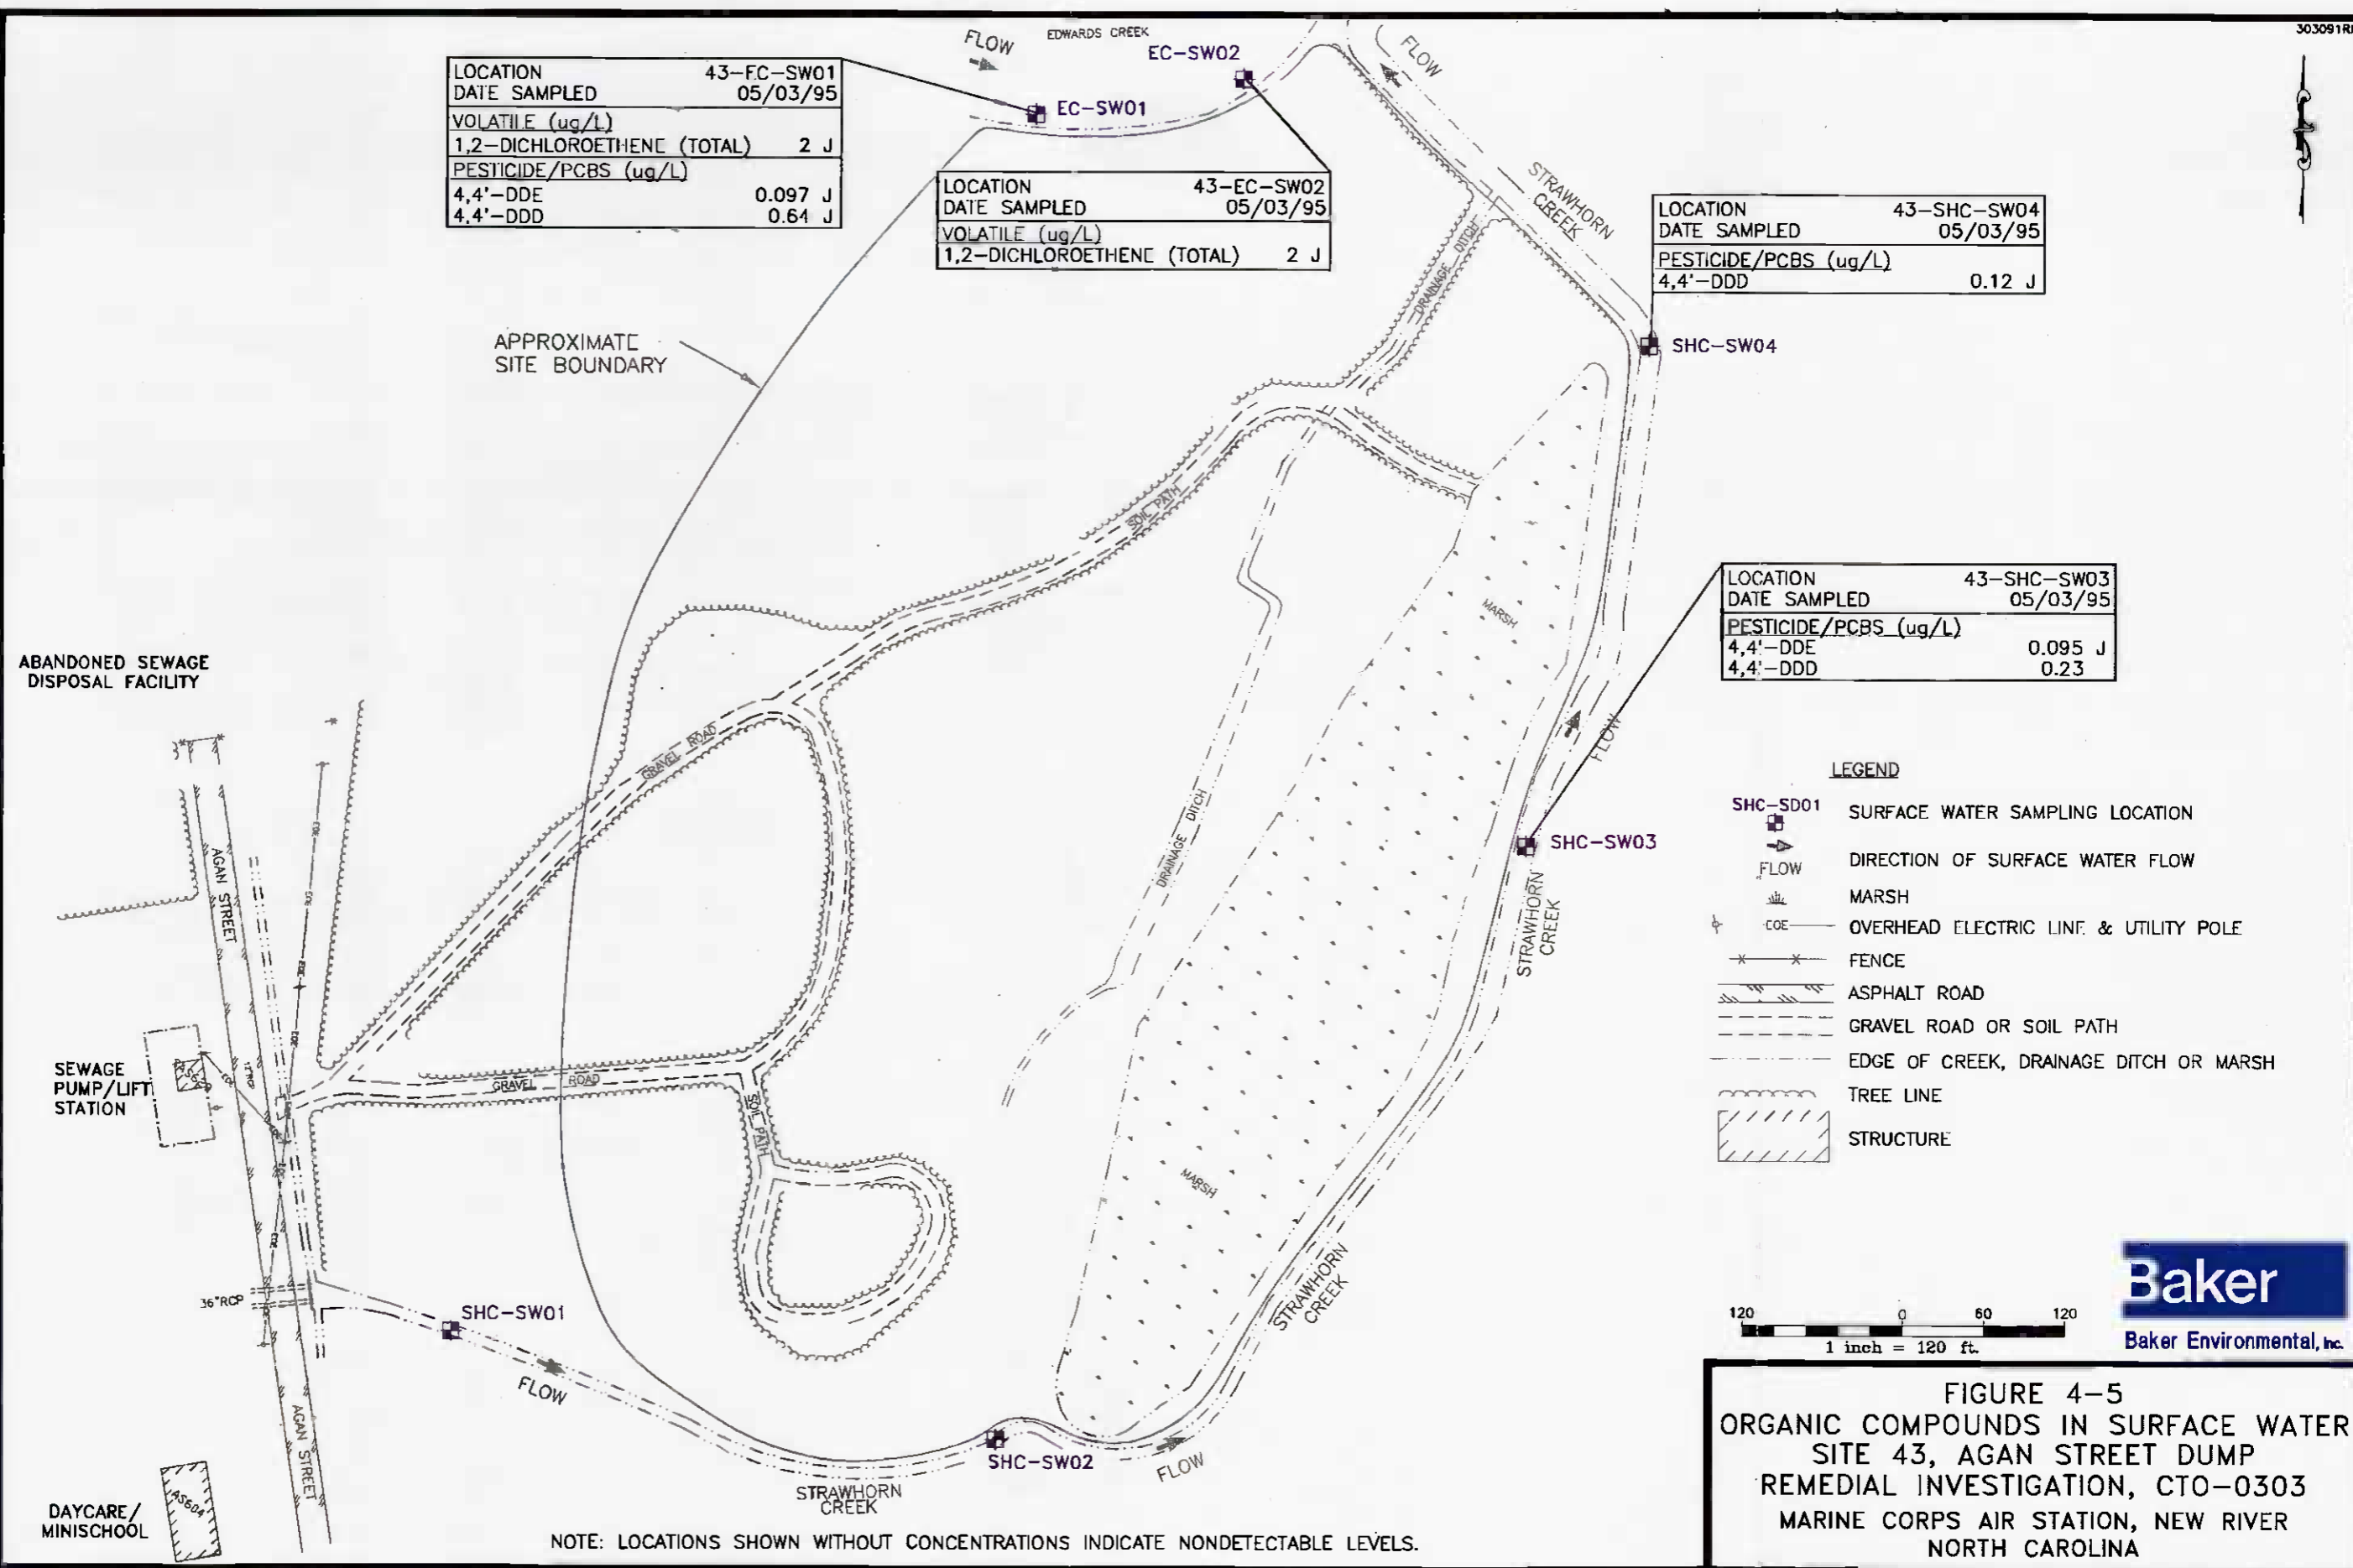 303091RI
FLOW
EDWARDS CREEK
EC-SW02
FLOW
LOCATION 43-EC-SW01
DATE SAMPLED 05/03/95
VOLATILE (ug/L)
1,2-DICHLOROETHENE (TOTAL) 2 J
PESTICIDE/PCBS (ug/L)
4,4'-DDE 0.097 J
4,4'-DDD 0.64 J
EC-SW01
LOCATION 43-EC-SW02
DATE SAMPLED 05/03/95
VOLATILE (ug/L)
1,2-DICHLOROETHENE (TOTAL) 2 J
STRAWHORN
CREEK
LOCATION 43-SHC-SW04
DATE SAMPLED 05/03/95
PESTICIDE/PCBS (ug/L)
4,4'-DDD 0.12 J
DRAINAGE DITCH
SHC-SW04
APPROXIMATE
SITE BOUNDARY
SOIL PATH
MARSH
LOCATION 43-SHC-SW03
DATE SAMPLED 05/03/95
PESTICIDE/PCBS (ug/L)
4,4'-DDE 0.095 J
4,4'-DDD 0.23
ABANDONED SEWAGE
DISPOSAL FACILITY
GRAVEL ROAD
FLOW
DRAINAGE DITCH
SHC-SW03
STRAWHORN
CREEK
AGAN STREET
LEGEND
SHC-SD01 SURFACE WATER SAMPLING LOCATION
FLOW DIRECTION OF SURFACE WATER FLOW
MARSH
OVERHEAD ELECTRIC LINE & UTILITY POLE
FENCE
ASPHALT ROAD
GRAVEL ROAD OR SOIL PATH
EDGE OF CREEK, DRAINAGE DITCH OR MARSH
TREE LINE
STRUCTURE
SEWAGE
PUMP/LIFT
STATION
GRAVEL ROAD
SOIL PATH
MARSH
STRAWHORN
CREEK
36"RCP
SHC-SW01
FLOW
AGAN STREET
SHC-SW02
FLOW
STRAWHORN
CREEK
DAYCARE/
MINISCHOOL
AS604
NOTE: LOCATIONS SHOWN WITHOUT CONCENTRATIONS INDICATE NONDETECTABLE LEVELS.
120 0 60 120
1 inch = 120 ft.
Baker
Baker Environmental, Inc.
FIGURE 4-5
ORGANIC COMPOUNDS IN SURFACE WATER
SITE 43, AGAN STREET DUMP
REMEDIAL INVESTIGATION, CTO-0303
MARINE CORPS AIR STATION, NEW RIVER
NORTH CAROLINA